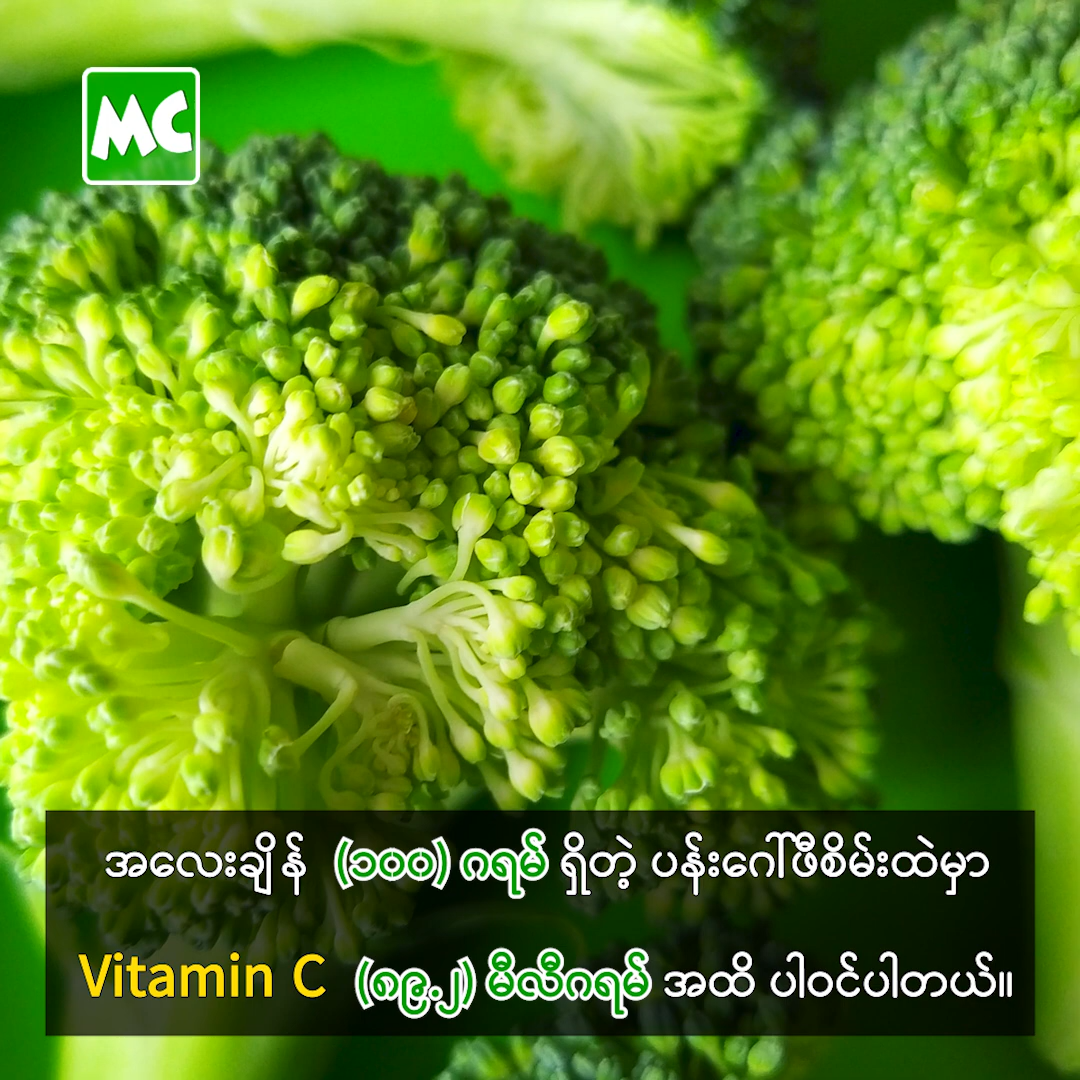 MC
အလေးချိန် (၁၀၀) ဂရမ် ရှိတဲ့ ပန်းဂေါ်ဖီစိမ်းထဲမှာ
Vitamin C (၈၉.၂) မီလီဂရမ် အထိ ပါဝင်ပါတယ်။